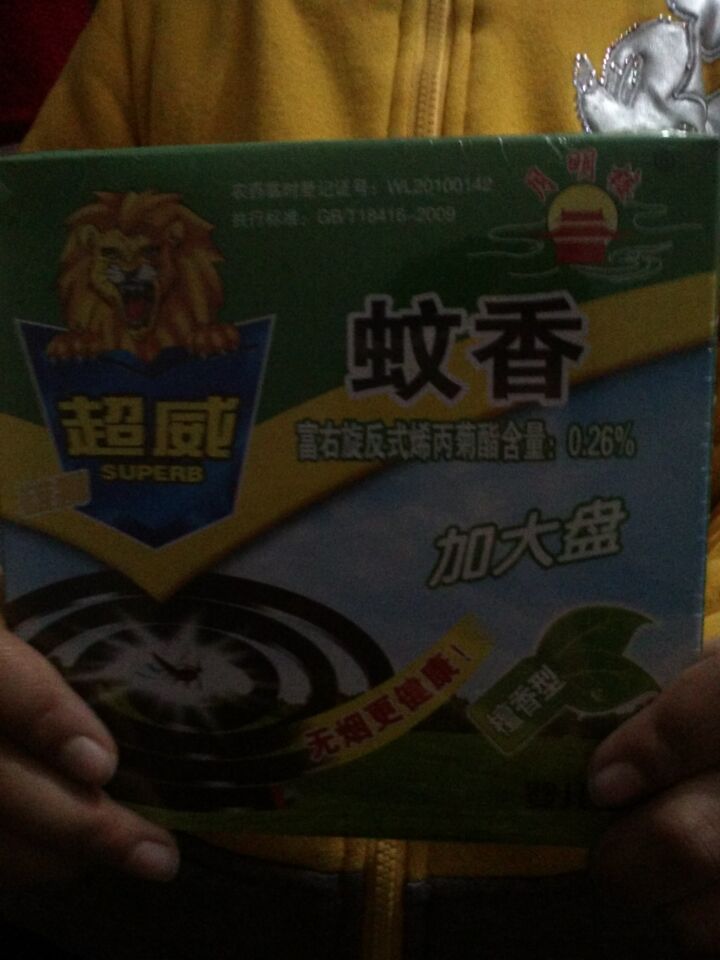 农药临时登记证号：WL20100142
执行标准：GB/T18416-2009
蚊香
超威
SUPERB
富右旋反式烯丙菊酯含量：0.26%
加大盘
无烟更健康！
檀香型